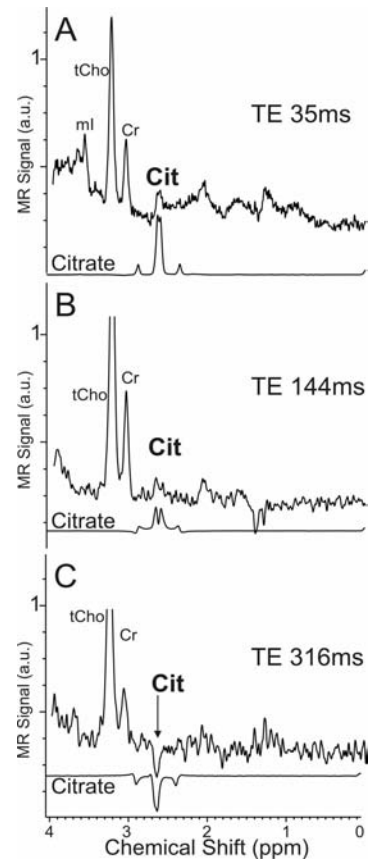 A
1
tCho
mI
Cr
TE 35ms
Cit
MR Signal (a.u.)
Citrate
B
1
tCho
Cr
TE 144ms
Cit
MR Signal (a.u.)
Citrate
C
1
tCho
Cr
TE 316ms
Cit
MR Signal (a.u.)
Citrate
4 3 2 1 0
Chemical Shift (ppm)